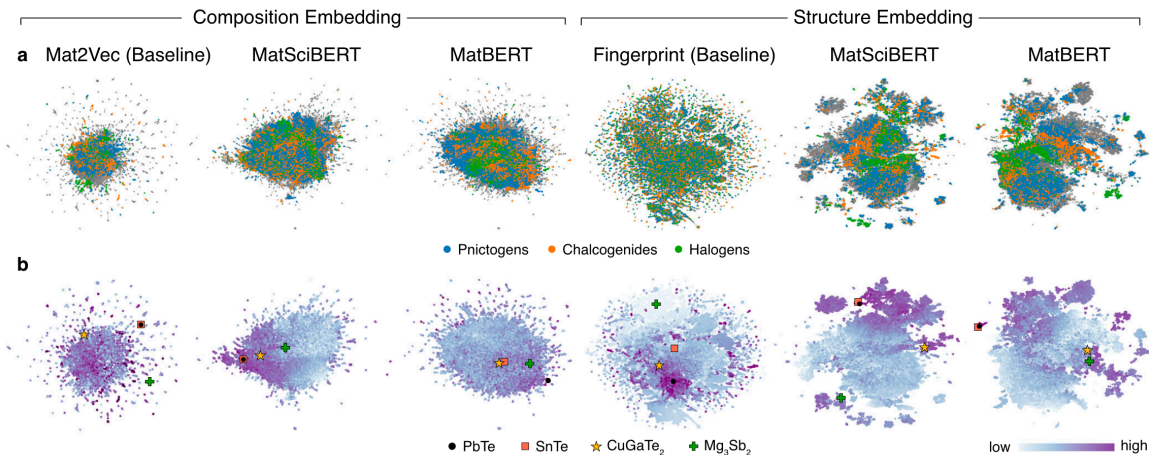 Composition Embedding Structure Embedding
a Mat2Vec (Baseline) MatSciBERT MatBERT Fingerprint (Baseline) MatSciBERT MatBERT
Pnictogens Chalcogenides Halogens
b
PbTe SnTe CuGaTe₂ Mg₃Sb₂ low high